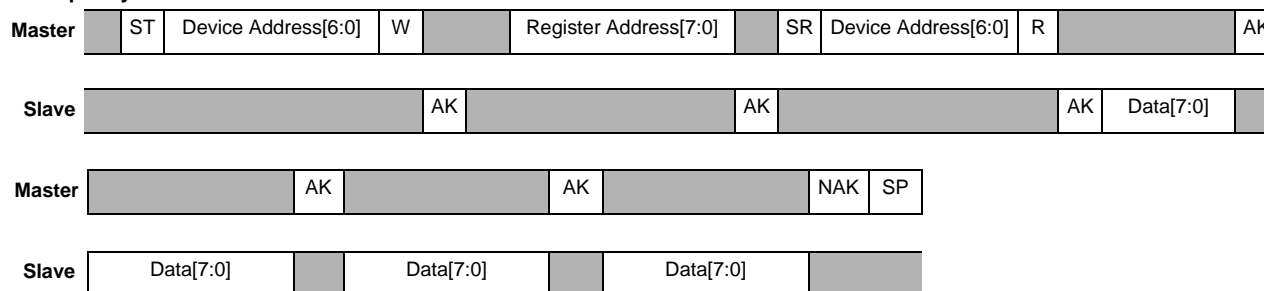 Master ST Device Address[6:0] W Register Address[7:0] SR Device Address[6:0] R AK
Slave AK AK AK Data[7:0]
Master AK AK NAK SP
Slave Data[7:0] Data[7:0] Data[7:0]